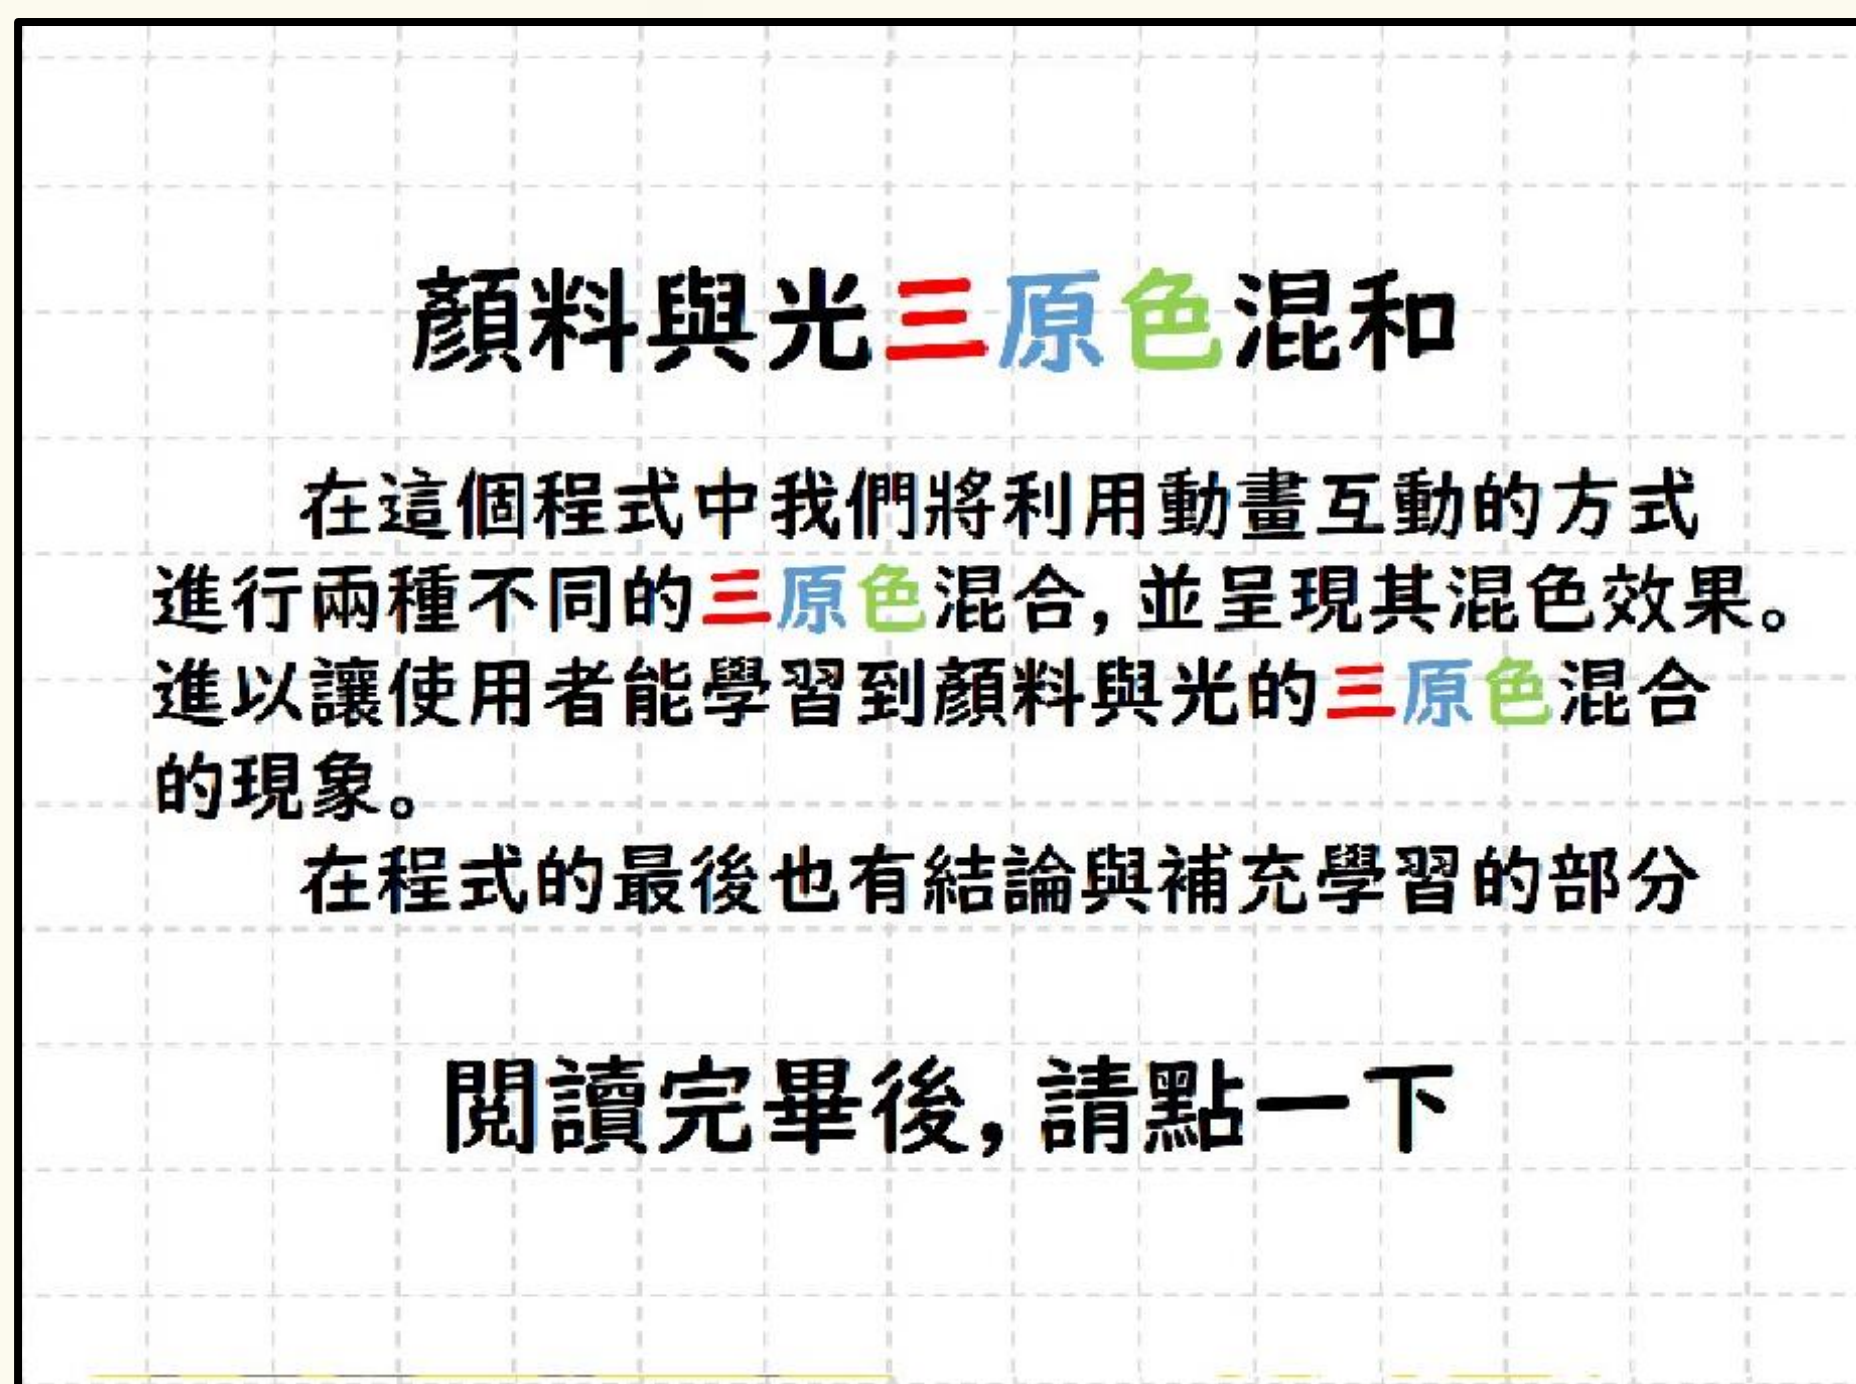 顏料與光三原色混和
在這個程式中我們將利用動畫互動的方式
進行兩種不同的三原色混合，並呈現其混色效果。
進以讓使用者能學習到顏料與光的三原色混合
的現象。
在程式的最後也有結論與補充學習的部分
閱讀完畢後，請點一下